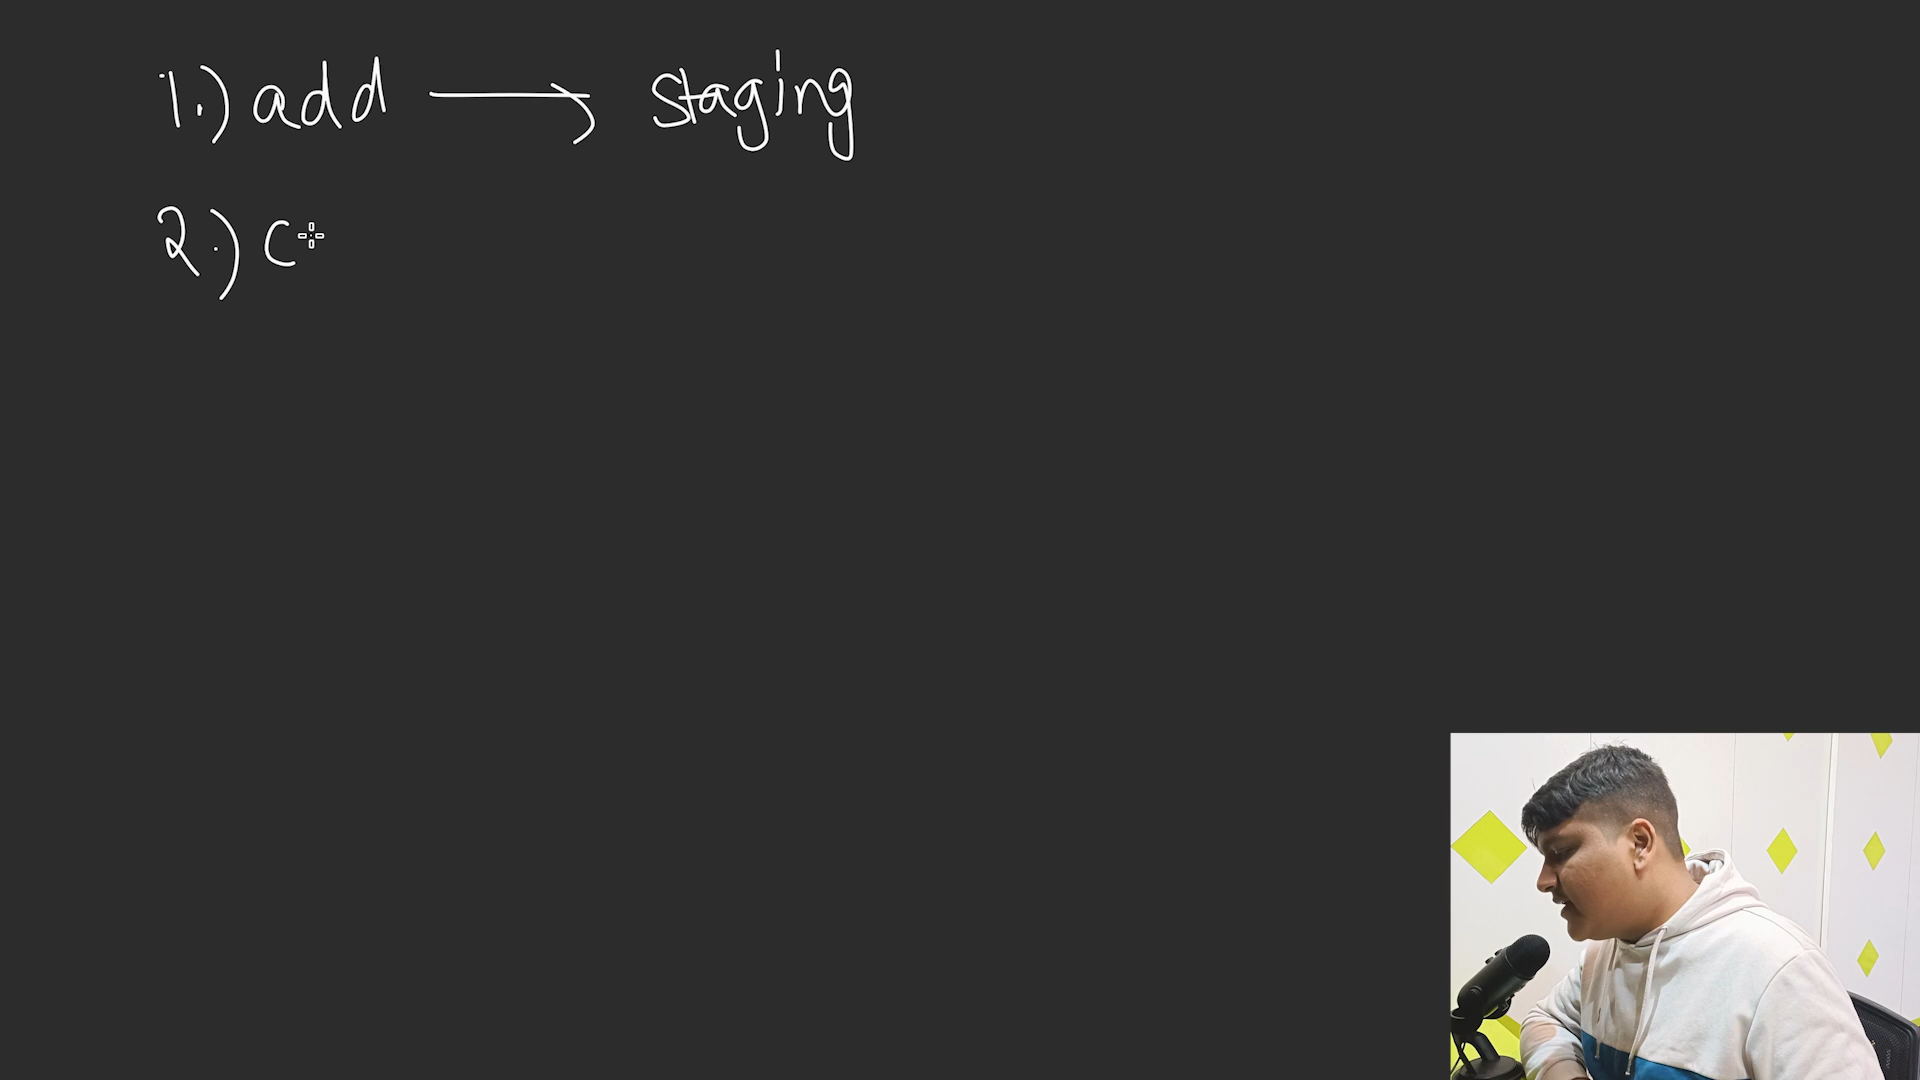 1.) add → staging
2.) c